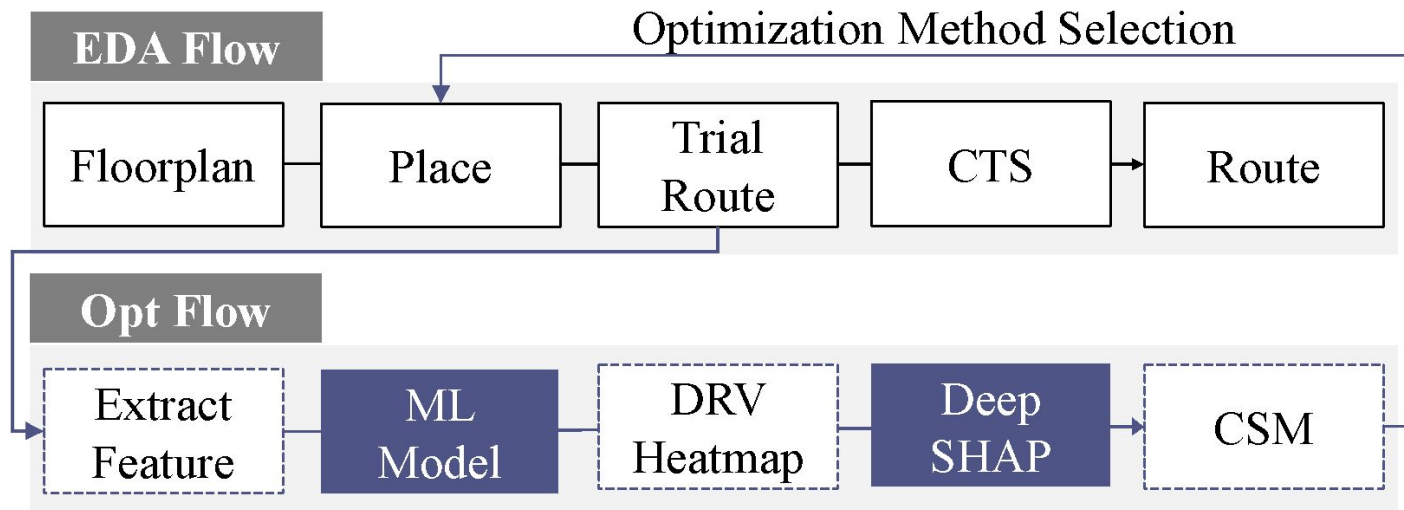 Optimization Method Selection
EDA Flow
Floorplan
Place
Trial
Route
CTS
Route
Opt Flow
Extract
Feature
ML
Model
DRV
Heatmap
Deep
SHAP
CSM